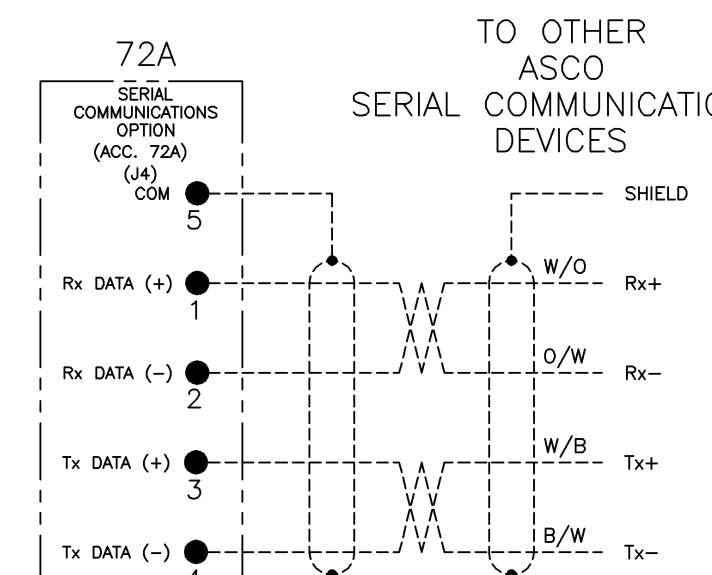 72A
SERIAL
COMMUNICATIONS
OPTION
(ACC. 72A)
(J4)
COM
5
TO OTHER
ASCO
SERIAL
DEVICES
SHIELD
Rx DATA (+)
1
W/O
Rx+
Rx DATA (−)
2
O/W
Rx−
Tx DATA (+)
3
W/B
Tx+
Tx DATA (−)
B/W
Tx−